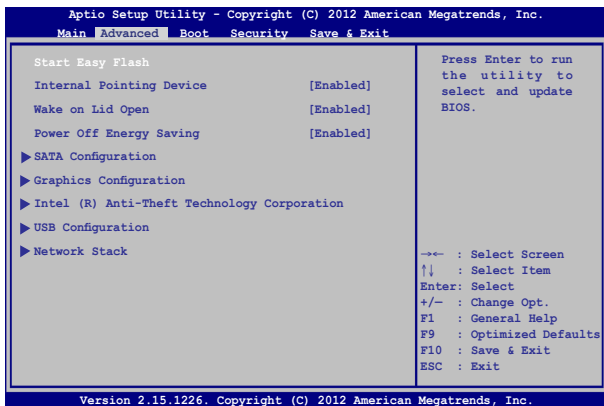 Aptio Setup Utility - Copyright (C) 2012 American Megatrends, Inc.
Main Advanced Boot Security Save & Exit
Start Easy Flash
Internal Pointing Device [Enabled]
Wake on Lid Open [Enabled]
Power Off Energy Saving [Enabled]
SATA Configuration
Graphics Configuration
Intel (R) Anti-Theft Technology Corporation
USB Configuration
Network Stack
Press Enter to run
the utility to
select and update
BIOS.
→← : Select Screen
↑↓ : Select Item
Enter: Select
+/— : Change Opt.
F1 : General Help
F9 : Optimized Defaults
F10 : Save & Exit
ESC : Exit
Version 2.15.1226. Copyright (C) 2012 American Megatrends, Inc.